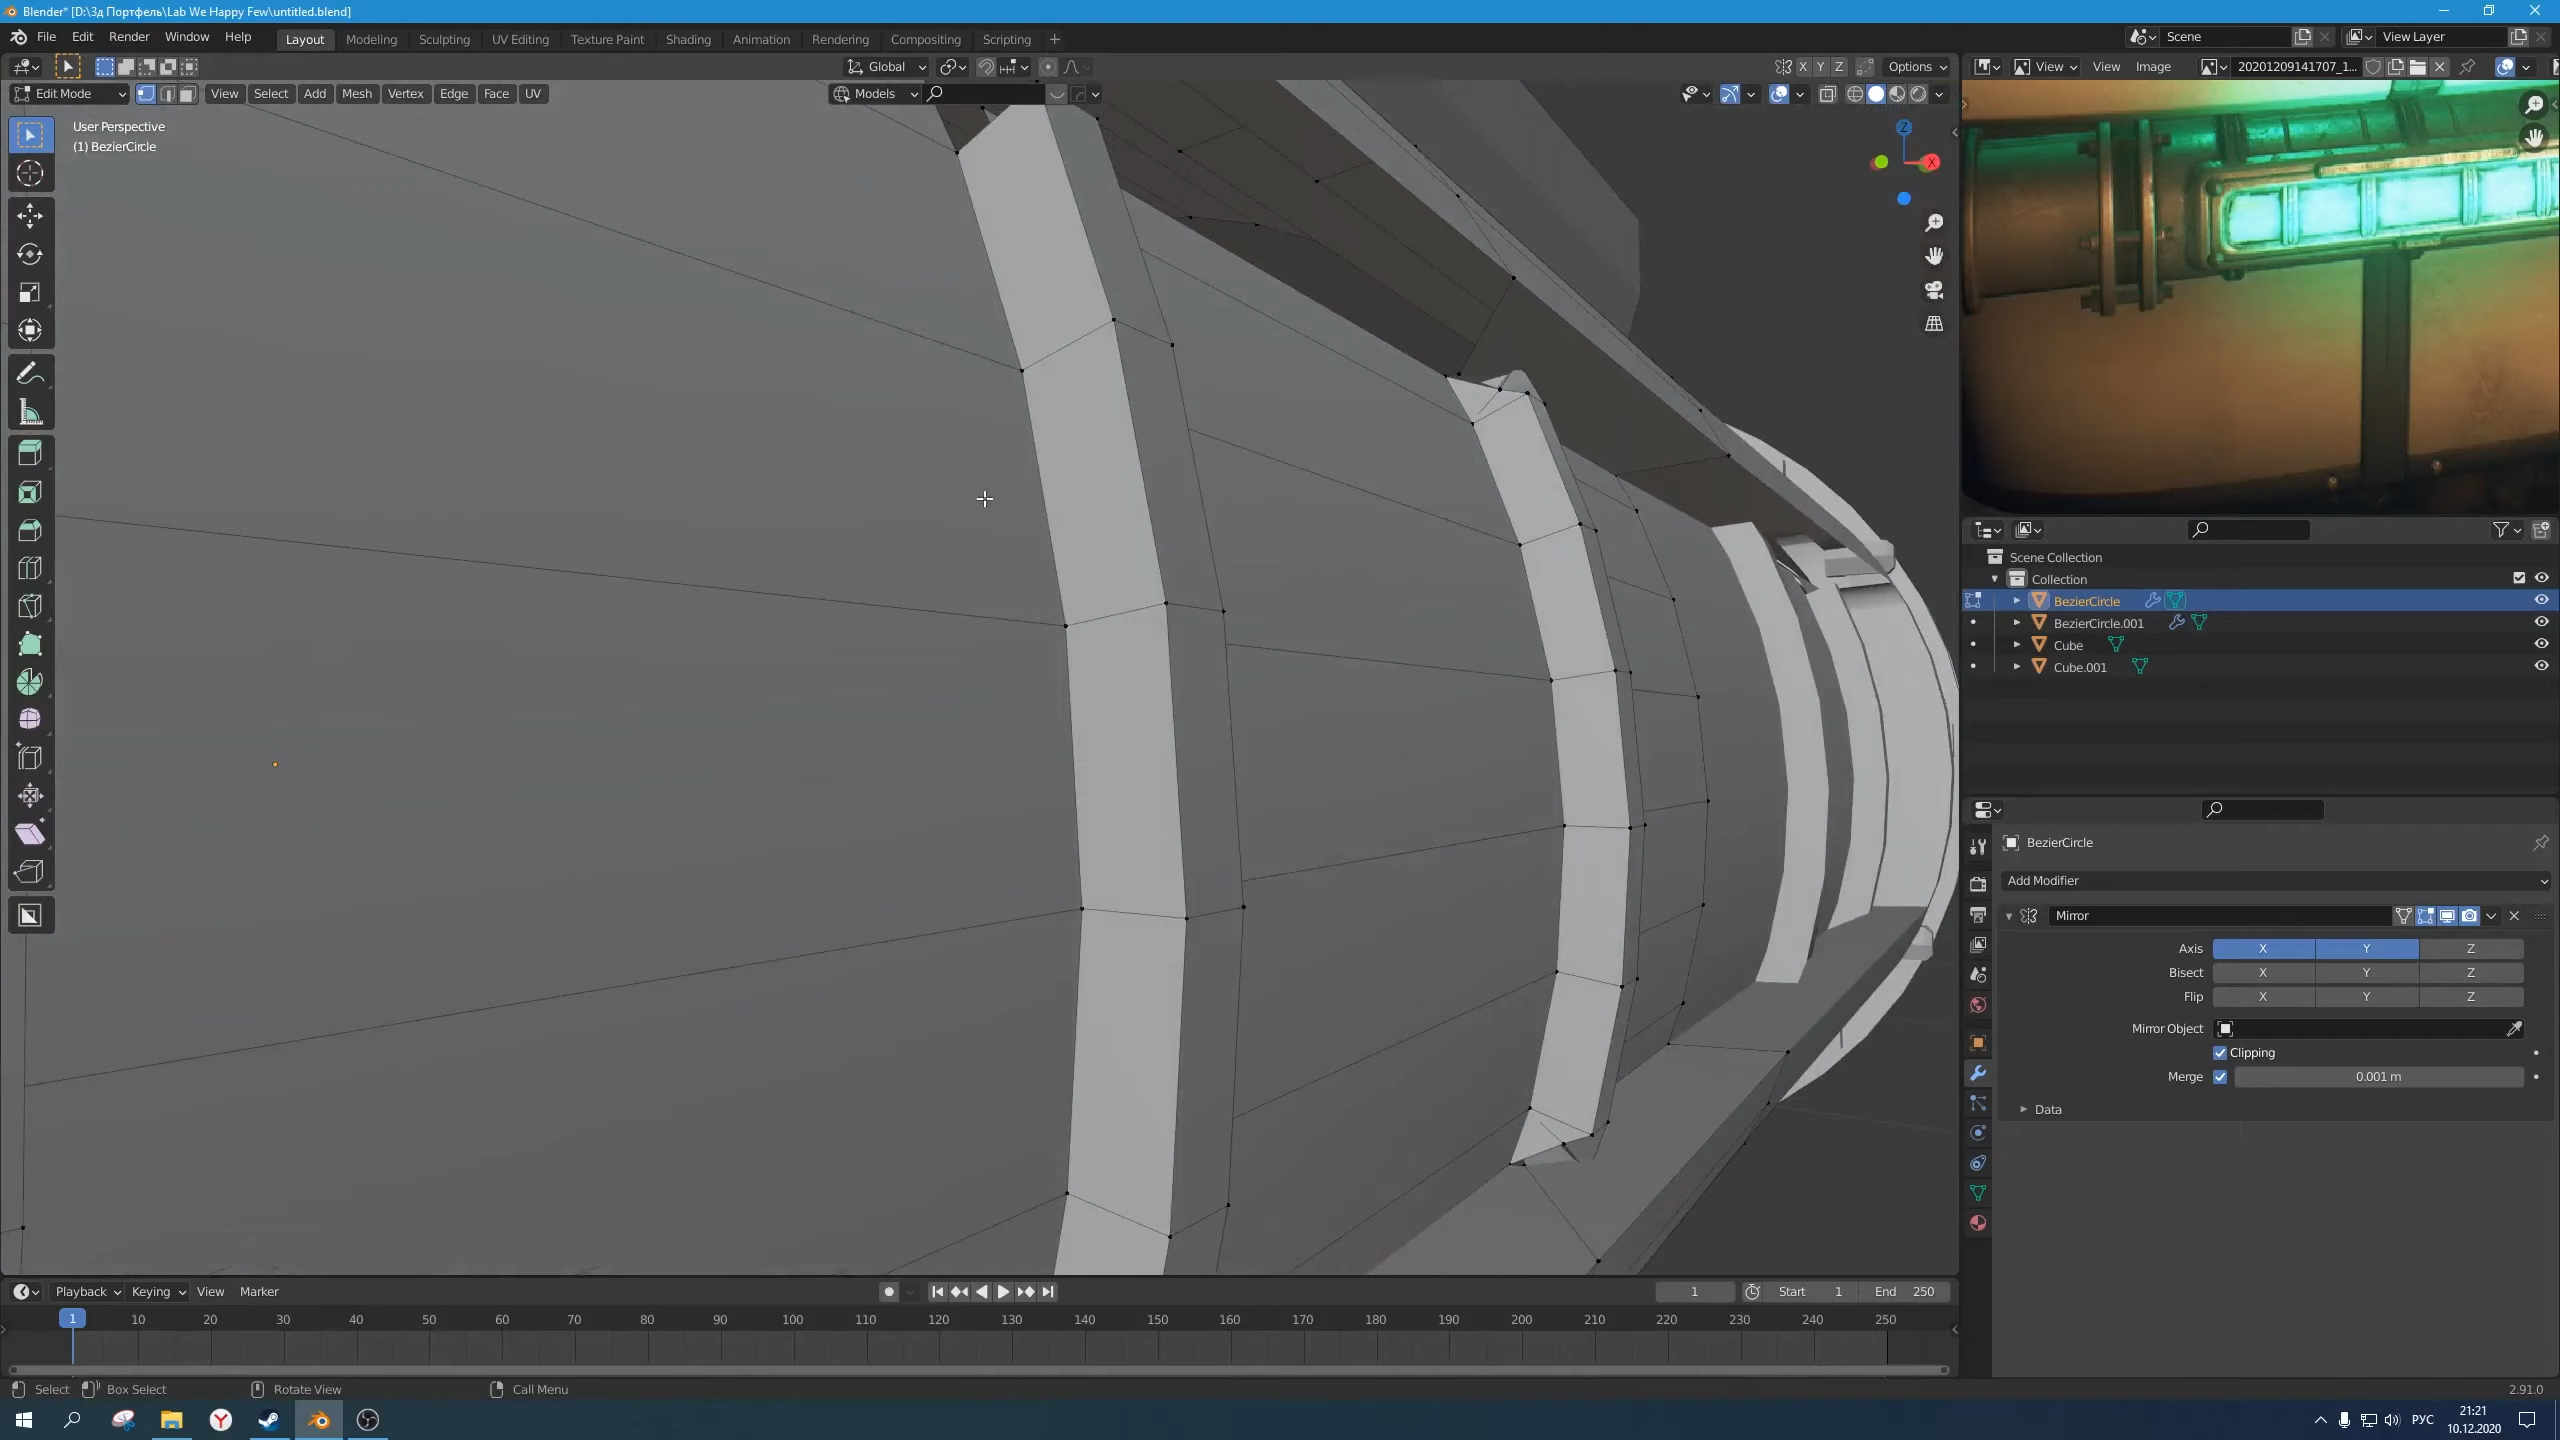 Blender* [D:\3д Портфель\Lab We Happy Few\untitled.blend]
File Edit Render Window Help Layout Modeling Sculpting UV Editing Texture Paint Shading Animation Rendering Compositing Scripting Scene View Layer
Global X Y Z Options View View Image 20201209141707_1...
Edit Mode View Select Add Mesh Vertex Edge Face UV Models
User Perspective
(1) BezierCircle
Z
X
Scene Collection
Collection
BezierCircle
BezierCircle.001
Cube
Cube.001
BezierCircle
Add Modifier
Mirror
Axis X Y Z
Bisect X Y Z
Flip X Y Z
Mirror Object
Clipping
Merge 0.001 m
Data
Playback Keying View Marker 1 Start 1 End 250
1 10 20 30 40 50 60 70 80 90 100 110 120 130 140 150 160 170 180 190 200 210 220 230 240 250
Select Box Select Rotate View Call Menu 2.91.0
РУС 21:21
10.12.2020